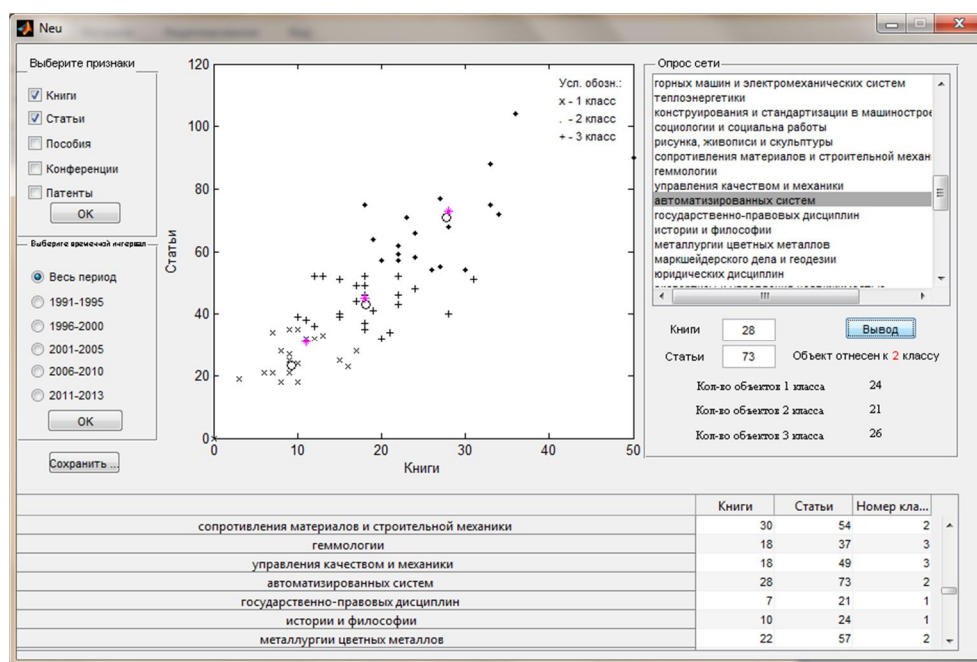 Neu
Выберите признаки
Книги
Статьи
Пособия
Конференции
Патенты
OK
Выберите временной интервал
Весь период
1991-1995
1996-2000
2001-2005
2006-2010
2011-2013
OK
Сохранить ...
120
100
80
60
40
20
0
Статьи
0
10
20
30
40
50
Книги
Усл. обозн.:
x - 1 класс
. - 2 класс
+ - 3 класс
Опрос сети
горных машин и электромеханических систем
теплоэнергетики
конструирования и стандартизации в машинострое
социологии и социальна работы
рисунка, живописи и скульптуры
сопротивления материалов и строительной механ
геммологии
управления качеством и механики
автоматизированных систем
государственно-правовых дисциплин
истории и философии
металлургии цветных металлов
маркшейдерского дела и геодезии
юридических дисциплин
Книги 28 Вывод
Статьи 73 Объект отнесен к 2 классу
Кол-во объектов 1 класса 24
Кол-во объектов 2 класса 21
Кол-во объектов 3 класса 26
Книги Статьи Номер кла...
сопротивления материалов и строительной механики 30 54 2
геммологии 18 37 3
управления качеством и механики 18 49 3
автоматизированных систем 28 73 2
государственно-правовых дисциплин 7 21 1
истории и философии 10 24 1
металлургии цветных металлов 22 57 2